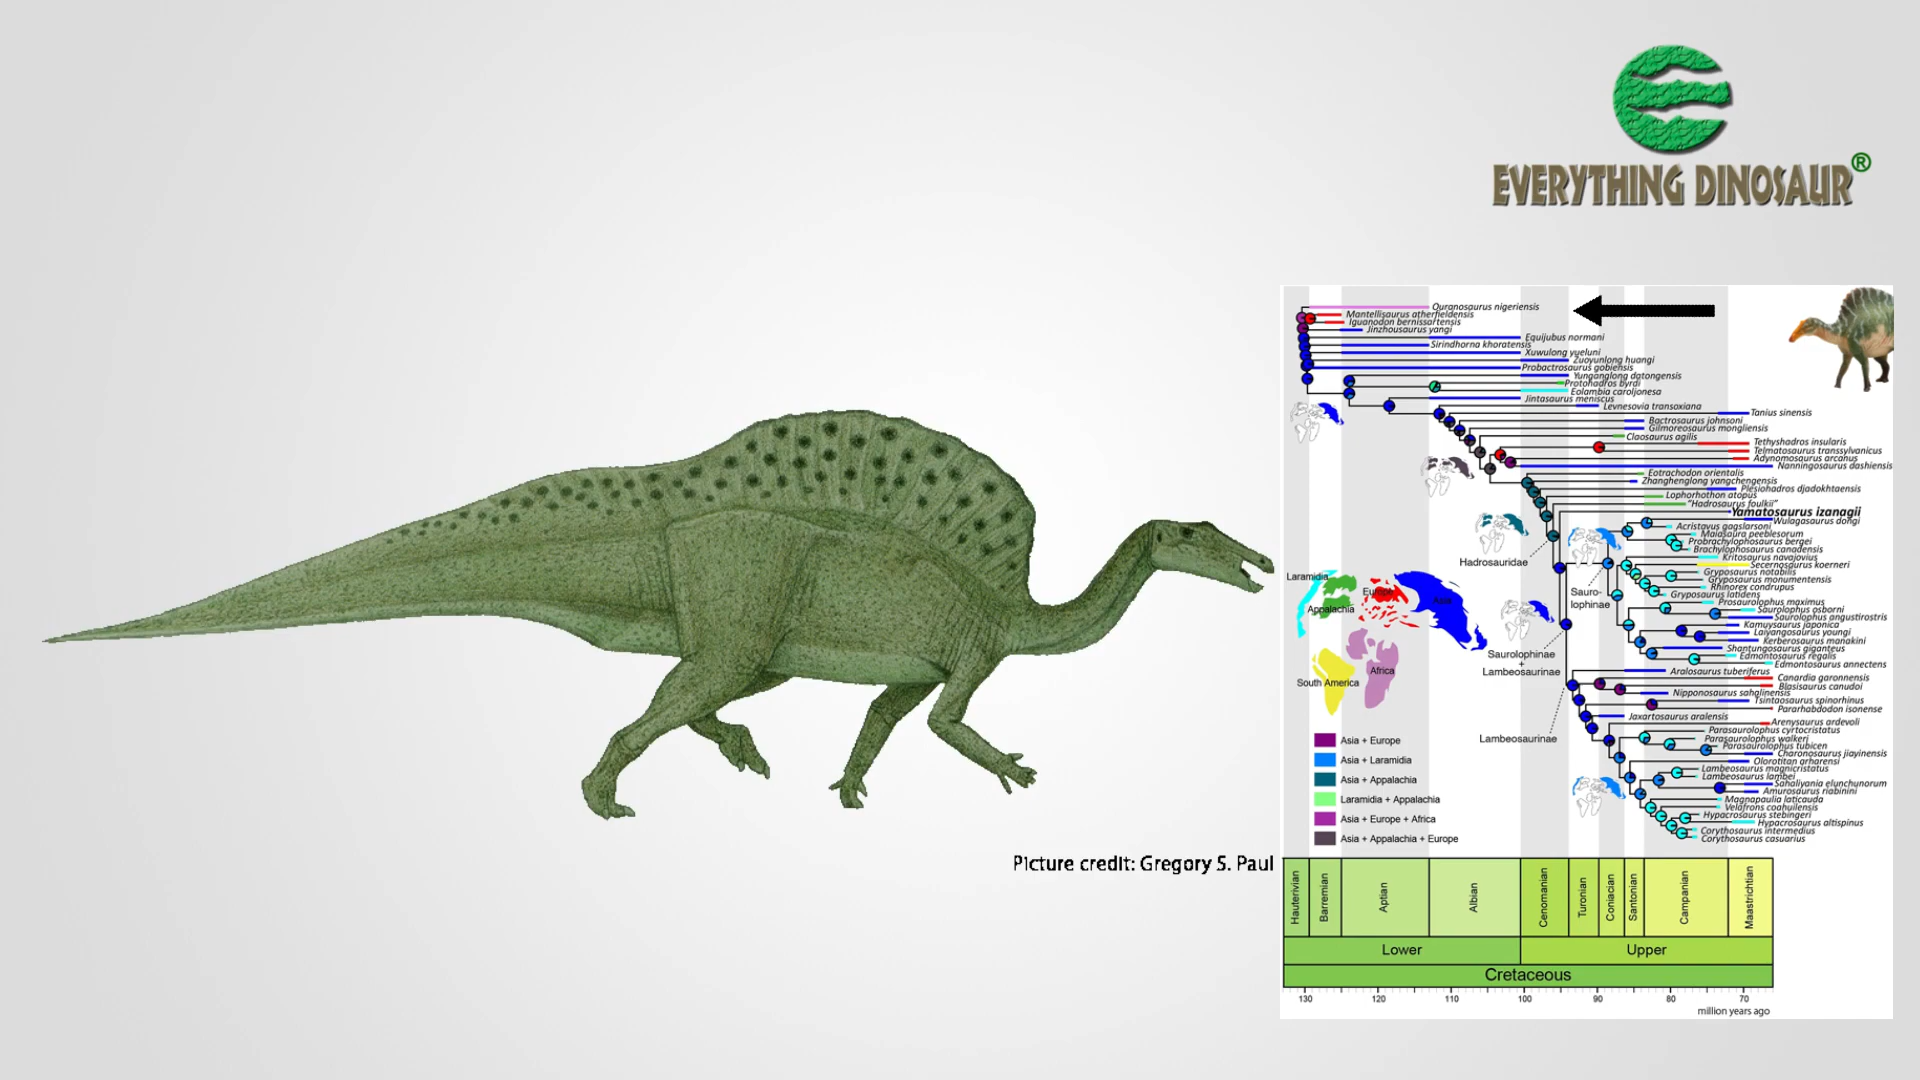 EVERYTHING DINOSAUR®
Ouranosaurus nigeriensis
Mantellisaurus atherfieldensis
Iguanodon bernissartensis
Jinzhousaurus yangi
Equijubus normani
Sirindhorna khoratensis
Xuwulong yueluni
Zuoyunlong huangi
Probactrosaurus gobiensis
Yunganglong datongensis
Protohadros byrdi
Eolambia caroljonesa
Jintasaurus meniscus
Levnesovia transoxiana
Tanius sinensis
Bactrosaurus johnsoni
Gilmoreosaurus mongliensis
Claosaurus agilis
Tethyshadros insularis
Telmatosaurus transsylvanicus
Adynomosaurus arcanus
Nanningosaurus dashiensis
Eotrachodon orientalis
Zhanghenglong yangchengensis
Plesiohadros djadokhtaensis
Lophorhothon atopus
"Hadrosaurus foulkii"
Yamatosaurus izanagii
Wulagasaurus dongi
Acristavus gagslarsoni
Maiasaura peeblesorum
Probrachylophosaurus bergei
Brachylophosaurus canadensis
Kritosaurus navajovius
Secernosaurus koerneri
Gryposaurus notabilis
Gryposaurus monumentensis
Rhinorex condrupus
Gryposaurus latidens
Prosaurolophus maximus
Saurolophus osborni
Saurolophus angustirostris
Kamuysaurus japonica
Laiyangosaurus youngi
Kerberosaurus manakini
Shantungosaurus giganteus
Edmontosaurus regalis
Edmontosaurus annectens
Aralosaurus tuberiferus
Canardia garonnensis
Blasisaurus canudoi
Nipponosaurus sahalinensis
Tsintaosaurus spinorhinus
Pararhabdodon isonense
Jaxartosaurus aralensis
Arenysaurus ardevoli
Parasaurolophus cyrtocristatus
Parasaurolophus walkeri
Parasaurolophus tubicen
Charonosaurus jiayinensis
Olorotitan arharensi
Lambeosaurus magnicristatus
Lambeosaurus lambei
Sahaliyania elunchunorum
Amurosaurus riabinini
Magnapaulia laticauda
Velafrons coahuilensis
Hypacrosaurus stebingeri
Hypacrosaurus altispinus
Corythosaurus intermedius
Corythosaurus casuarius
Hadrosauridae
Sauro-
lophinae
Saurolophinae
+
Lambeosaurinae
Lambeosaurinae
Laramidia
Appalachia
Europe
Asia
South America
Africa
Asia + Europe
Asia + Laramidia
Asia + Appalachia
Laramidia + Appalachia
Asia + Europe + Africa
Asia + Appalachia + Europe
Picture credit: Gregory S. Paul
Hauterivian
Barremian
Aptian
Albian
Cenomanian
Turonian
Coniacian
Santonian
Campanian
Maastrichtian
Lower
Upper
Cretaceous
130 120 110 100 90 80 70
million years ago